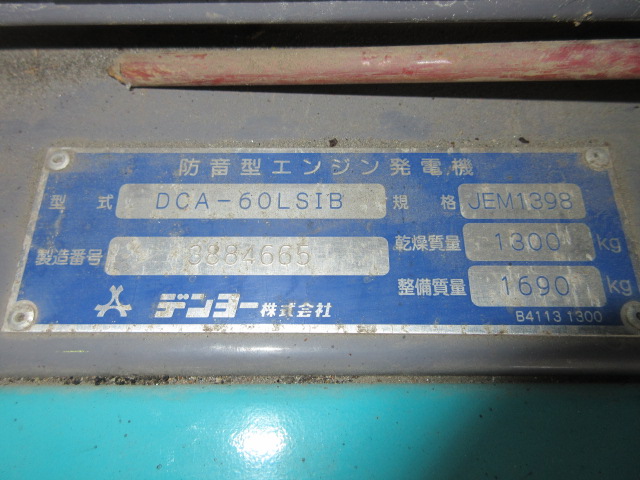 防音型エンジン発電機
型式 DCA-60LSIB 規格 JEM1398
製造番号 3884665 乾燥質量 1300 kg
整備質量 1690 kg
デンヨー株式会社
B41131300